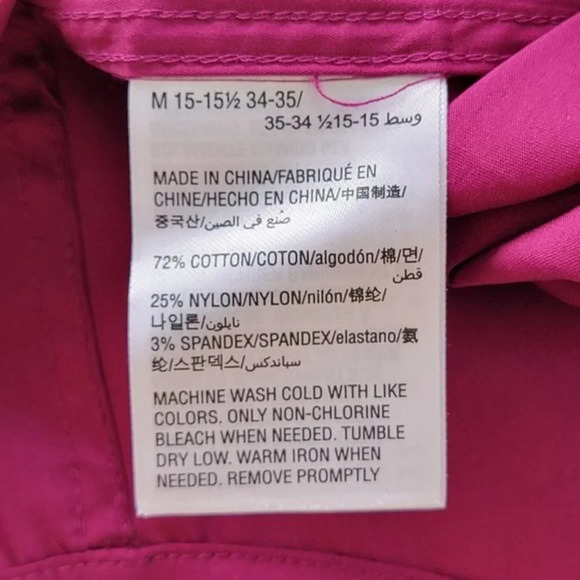 M 15-15½ 34-35/
وسط 15-15½ 34-35
MADE IN CHINA/FABRIQUÉ EN
CHINE/HECHO EN CHINA/中国制造/
중국산/صُنع في الصين
72% COTTON/COTON/algodón/棉/면/
قطن
25% NYLON/NYLON/nilón/锦纶/
나일론/نايلون
3% SPANDEX/SPANDEX/elastano/氨
纶/스판덱스/سباندكس
MACHINE WASH COLD WITH LIKE
COLORS. ONLY NON-CHLORINE
BLEACH WHEN NEEDED. TUMBLE
DRY LOW. WARM IRON WHEN
NEEDED. REMOVE PROMPTLY